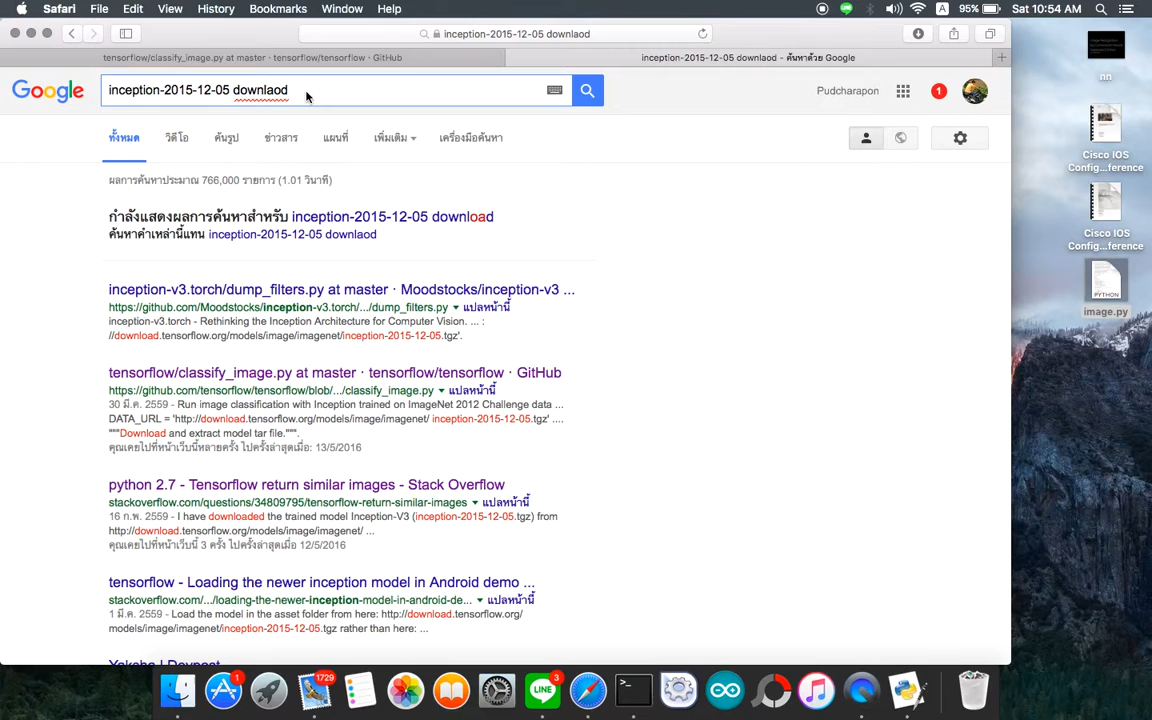 Safari File Edit View History Bookmarks Window Help
A 95% Sat 10:54 AM
inception-2015-12-05 downlaod
tensorflow/classify_image.py at master · tensorflow/tensorflow · GitHub
inception-2015-12-05 downlaod - ค้นหาด้วย Google
Google
inception-2015-12-05 downlaod
Pudcharapon
1
ทั้งหมด วิดีโอ ค้นรูป ข่าวสาร แผนที่ เพิ่มเติม เครื่องมือค้นหา
ผลการค้นหาประมาณ 766,000 รายการ (1.01 วินาที)
กำลังแสดงผลการค้นหาสำหรับ inception-2015-12-05 download
ค้นหาคำเหล่านี้แทน inception-2015-12-05 downlaod
inception-v3.torch/dump_filters.py at master · Moodstocks/inception-v3 ...
https://github.com/Moodstocks/inception-v3.torch/.../dump_filters.py แปลหน้านี้
inception-v3.torch - Rethinking the Inception Architecture for Computer Vision. ... :
//download.tensorflow.org/models/image/imagenet/inception-2015-12-05.tgz'.
tensorflow/classify_image.py at master · tensorflow/tensorflow · GitHub
https://github.com/tensorflow/tensorflow/blob/.../classify_image.py แปลหน้านี้
30 มี.ค. 2559 - Run image classification with Inception trained on ImageNet 2012 Challenge data ...
DATA_URL = 'http://download.tensorflow.org/models/image/imagenet/ inception-2015-12-05.tgz' ....
"""Download and extract model tar file.""".
คุณเคยไปที่หน้าเว็บนี้หลายครั้ง ไปครั้งล่าสุดเมื่อ: 13/5/2016
python 2.7 - Tensorflow return similar images - Stack Overflow
stackoverflow.com/questions/34809795/tensorflow-return-similar-images แปลหน้านี้
16 ก.พ. 2559 - I have downloaded the trained model Inception-V3 (inception-2015-12-05.tgz) from
http://download.tensorflow.org/models/image/imagenet/ ...
คุณเคยไปที่หน้าเว็บนี้ 3 ครั้ง ไปครั้งล่าสุดเมื่อ 12/5/2016
tensorflow - Loading the newer inception model in Android demo ...
stackoverflow.com/.../loading-the-newer-inception-model-in-android-de... แปลหน้านี้
1 มี.ค. 2559 - Load the model in the asset folder from here: http://download.tensorflow.org/
models/image/imagenet/inception-2015-12-05.tgz rather than here: ...
Yakeba | Devpost
nn
Cisco IOS
Config...ference
Cisco IOS
Config...ference
PYTHON
image.py
1
1729
LINE
3